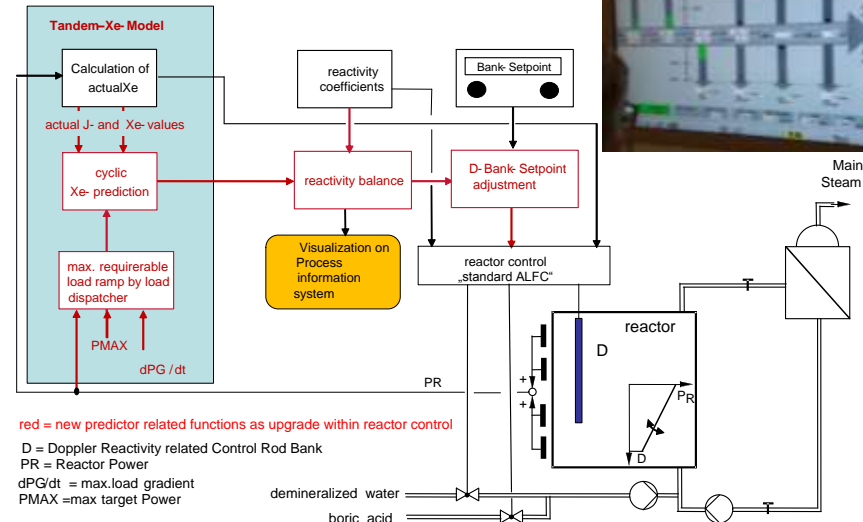 Tandem-Xe-Model
Calculation of
actualXe
actual J- and Xe-values
cyclic
Xe-prediction
max. requirerable
load ramp by load
dispatcher
PMAX
dPG/dt
reactivity
coefficients
Bank-Setpoint
reactivity balance
D-Bank-Setpoint
adjustment
Visualization on
Process
information
system
reactor control
„standard ALFC“
Main
Steam
reactor
D
PR
D
+
+
PR
red = new predictor related functions as upgrade within reactor control
D = Doppler Reactivity related Control Rod Bank
PR = Reactor Power
dPG/dt = max.load gradient
PMAX =max target Power
demineralized water
boric acid